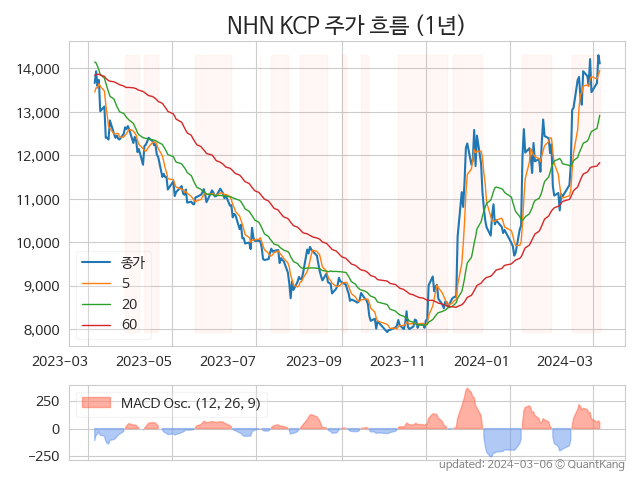 NHN KCP 주가 흐름 (1년)
14,000
13,000
12,000
11,000
10,000
9,000
8,000
종가
5
20
60
2023-03 2023-05 2023-07 2023-09 2023-11 2024-01 2024-03
250
0
−250
MACD Osc. (12, 26, 9)
updated: 2024-03-06 © QuantKang